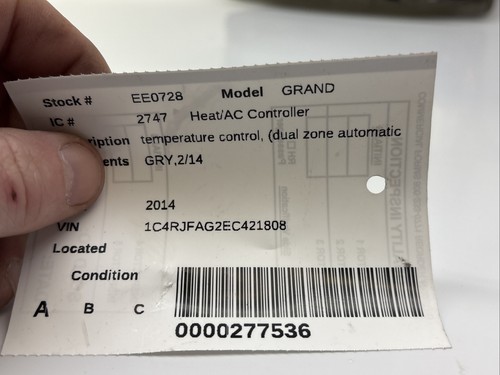 Stock # EE0728 Model GRAND
IC # 2747 Heat/AC Controller
ription temperature control, (dual zone automatic
ents GRY,2/14
2014
VIN 1C4RJFAG2EC421808
Located
Condition
A B C
0000277536